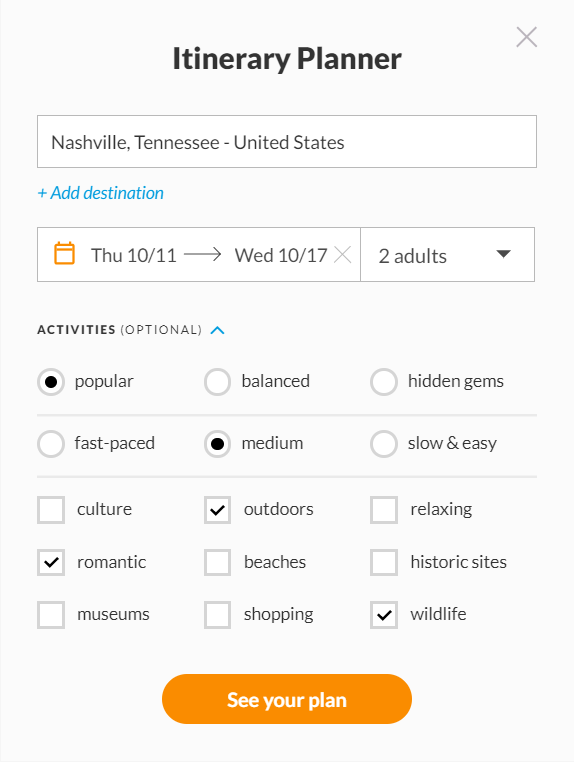 Itinerary Planner
Nashville, Tennessee - United States
+ Add destination
Thu 10/11 → Wed 10/17 2 adults
ACTIVITIES (OPTIONAL)
popular balanced hidden gems
fast-paced medium slow & easy
culture outdoors relaxing
romantic beaches historic sites
museums shopping wildlife
See your plan